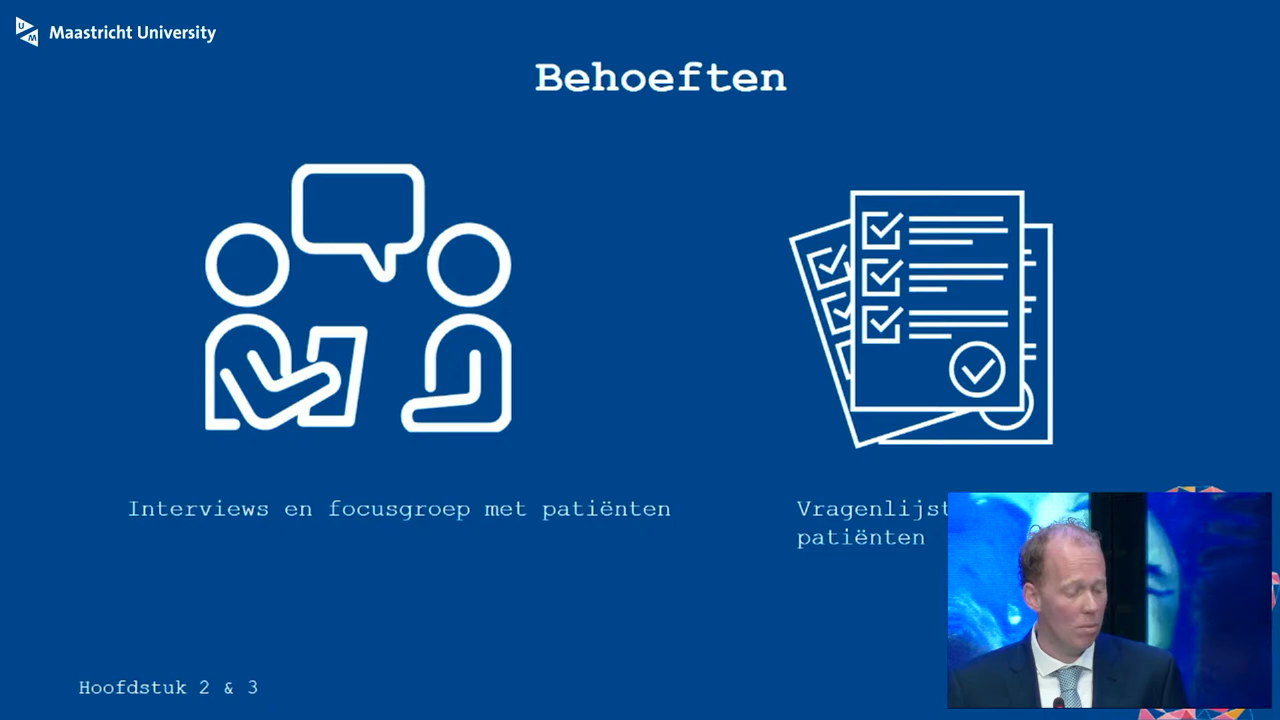 Maastricht University
Behoeften
Interviews en focusgroep met patiënten
patiënten
Hoofdstuk 2 & 3